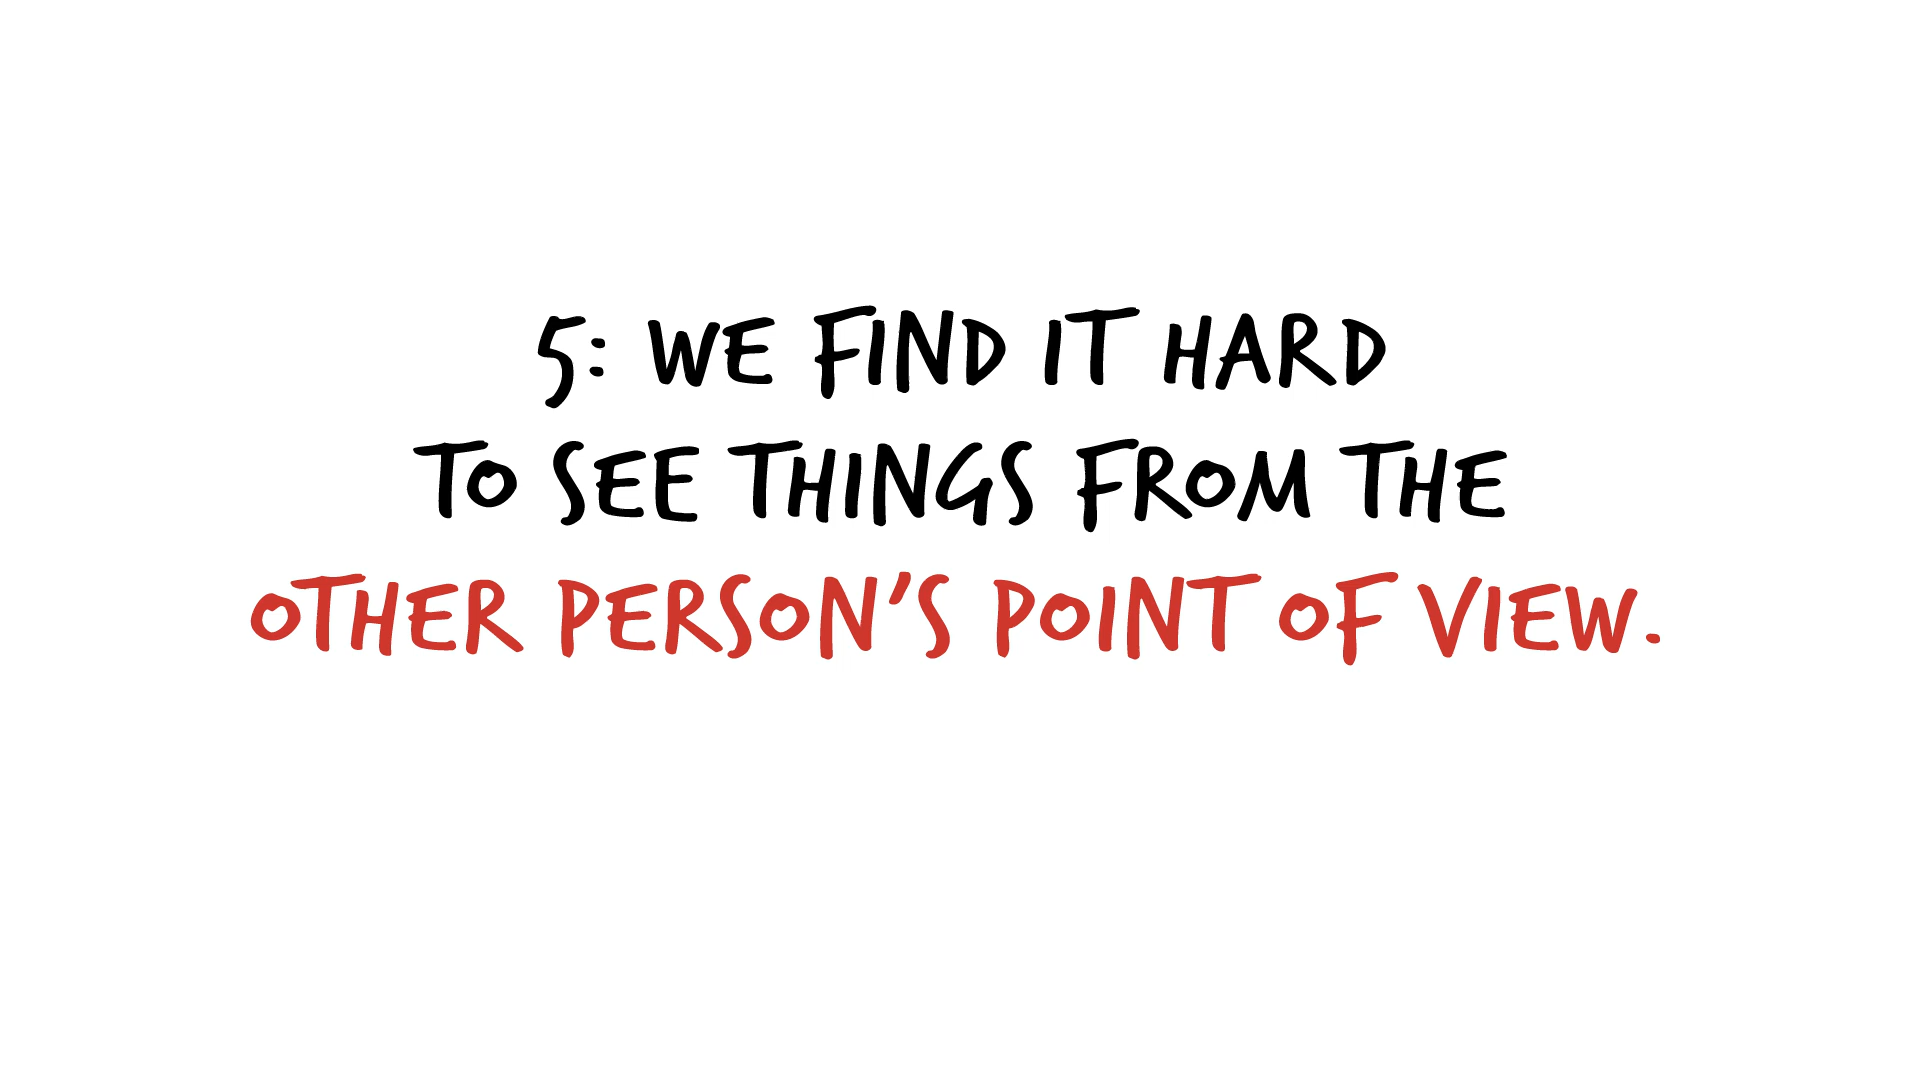 5: WE FIND IT HARD
TO SEE THINGS FROM THE
OTHER PERSON’S POINT OF VIEW.